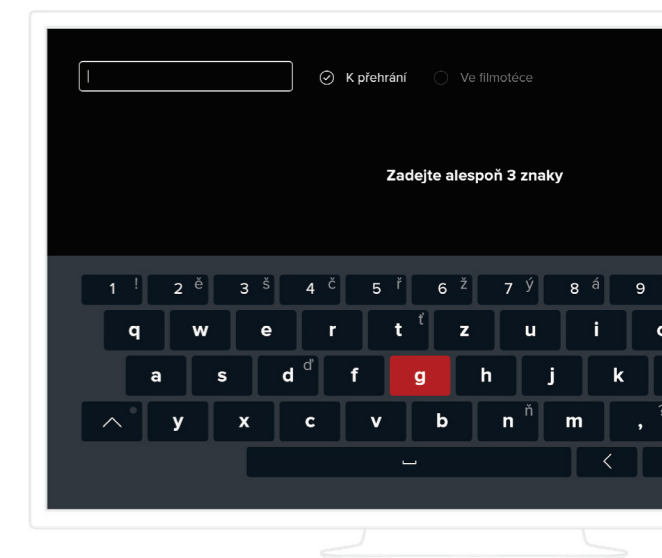 K přehrání Ve filmotéce
Zadejte alespoň 3 znaky
1 ! 2 ě 3 š 4 č 5 ř 6 ž 7 ý 8 á 9
q w e r t ť z u i
a s d ď f g h j k
y x c v b n ň m ,